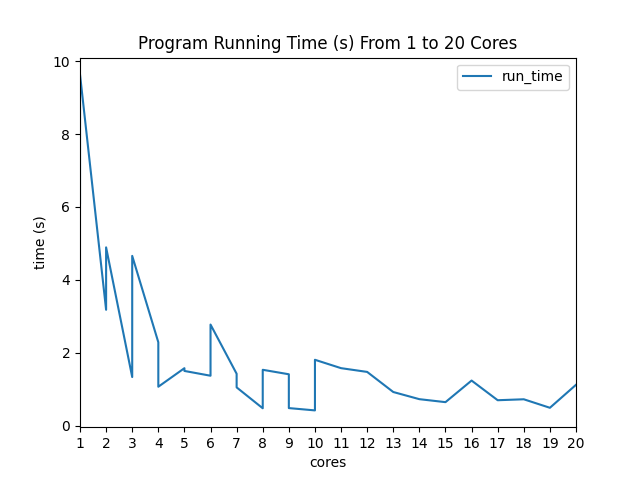 Program Running Time (s) From 1 to 20 Cores
run_time
10
8
6
4
2
0
time (s)
1 2 3 4 5 6 7 8 9 10 11 12 13 14 15 16 17 18 19 20
cores